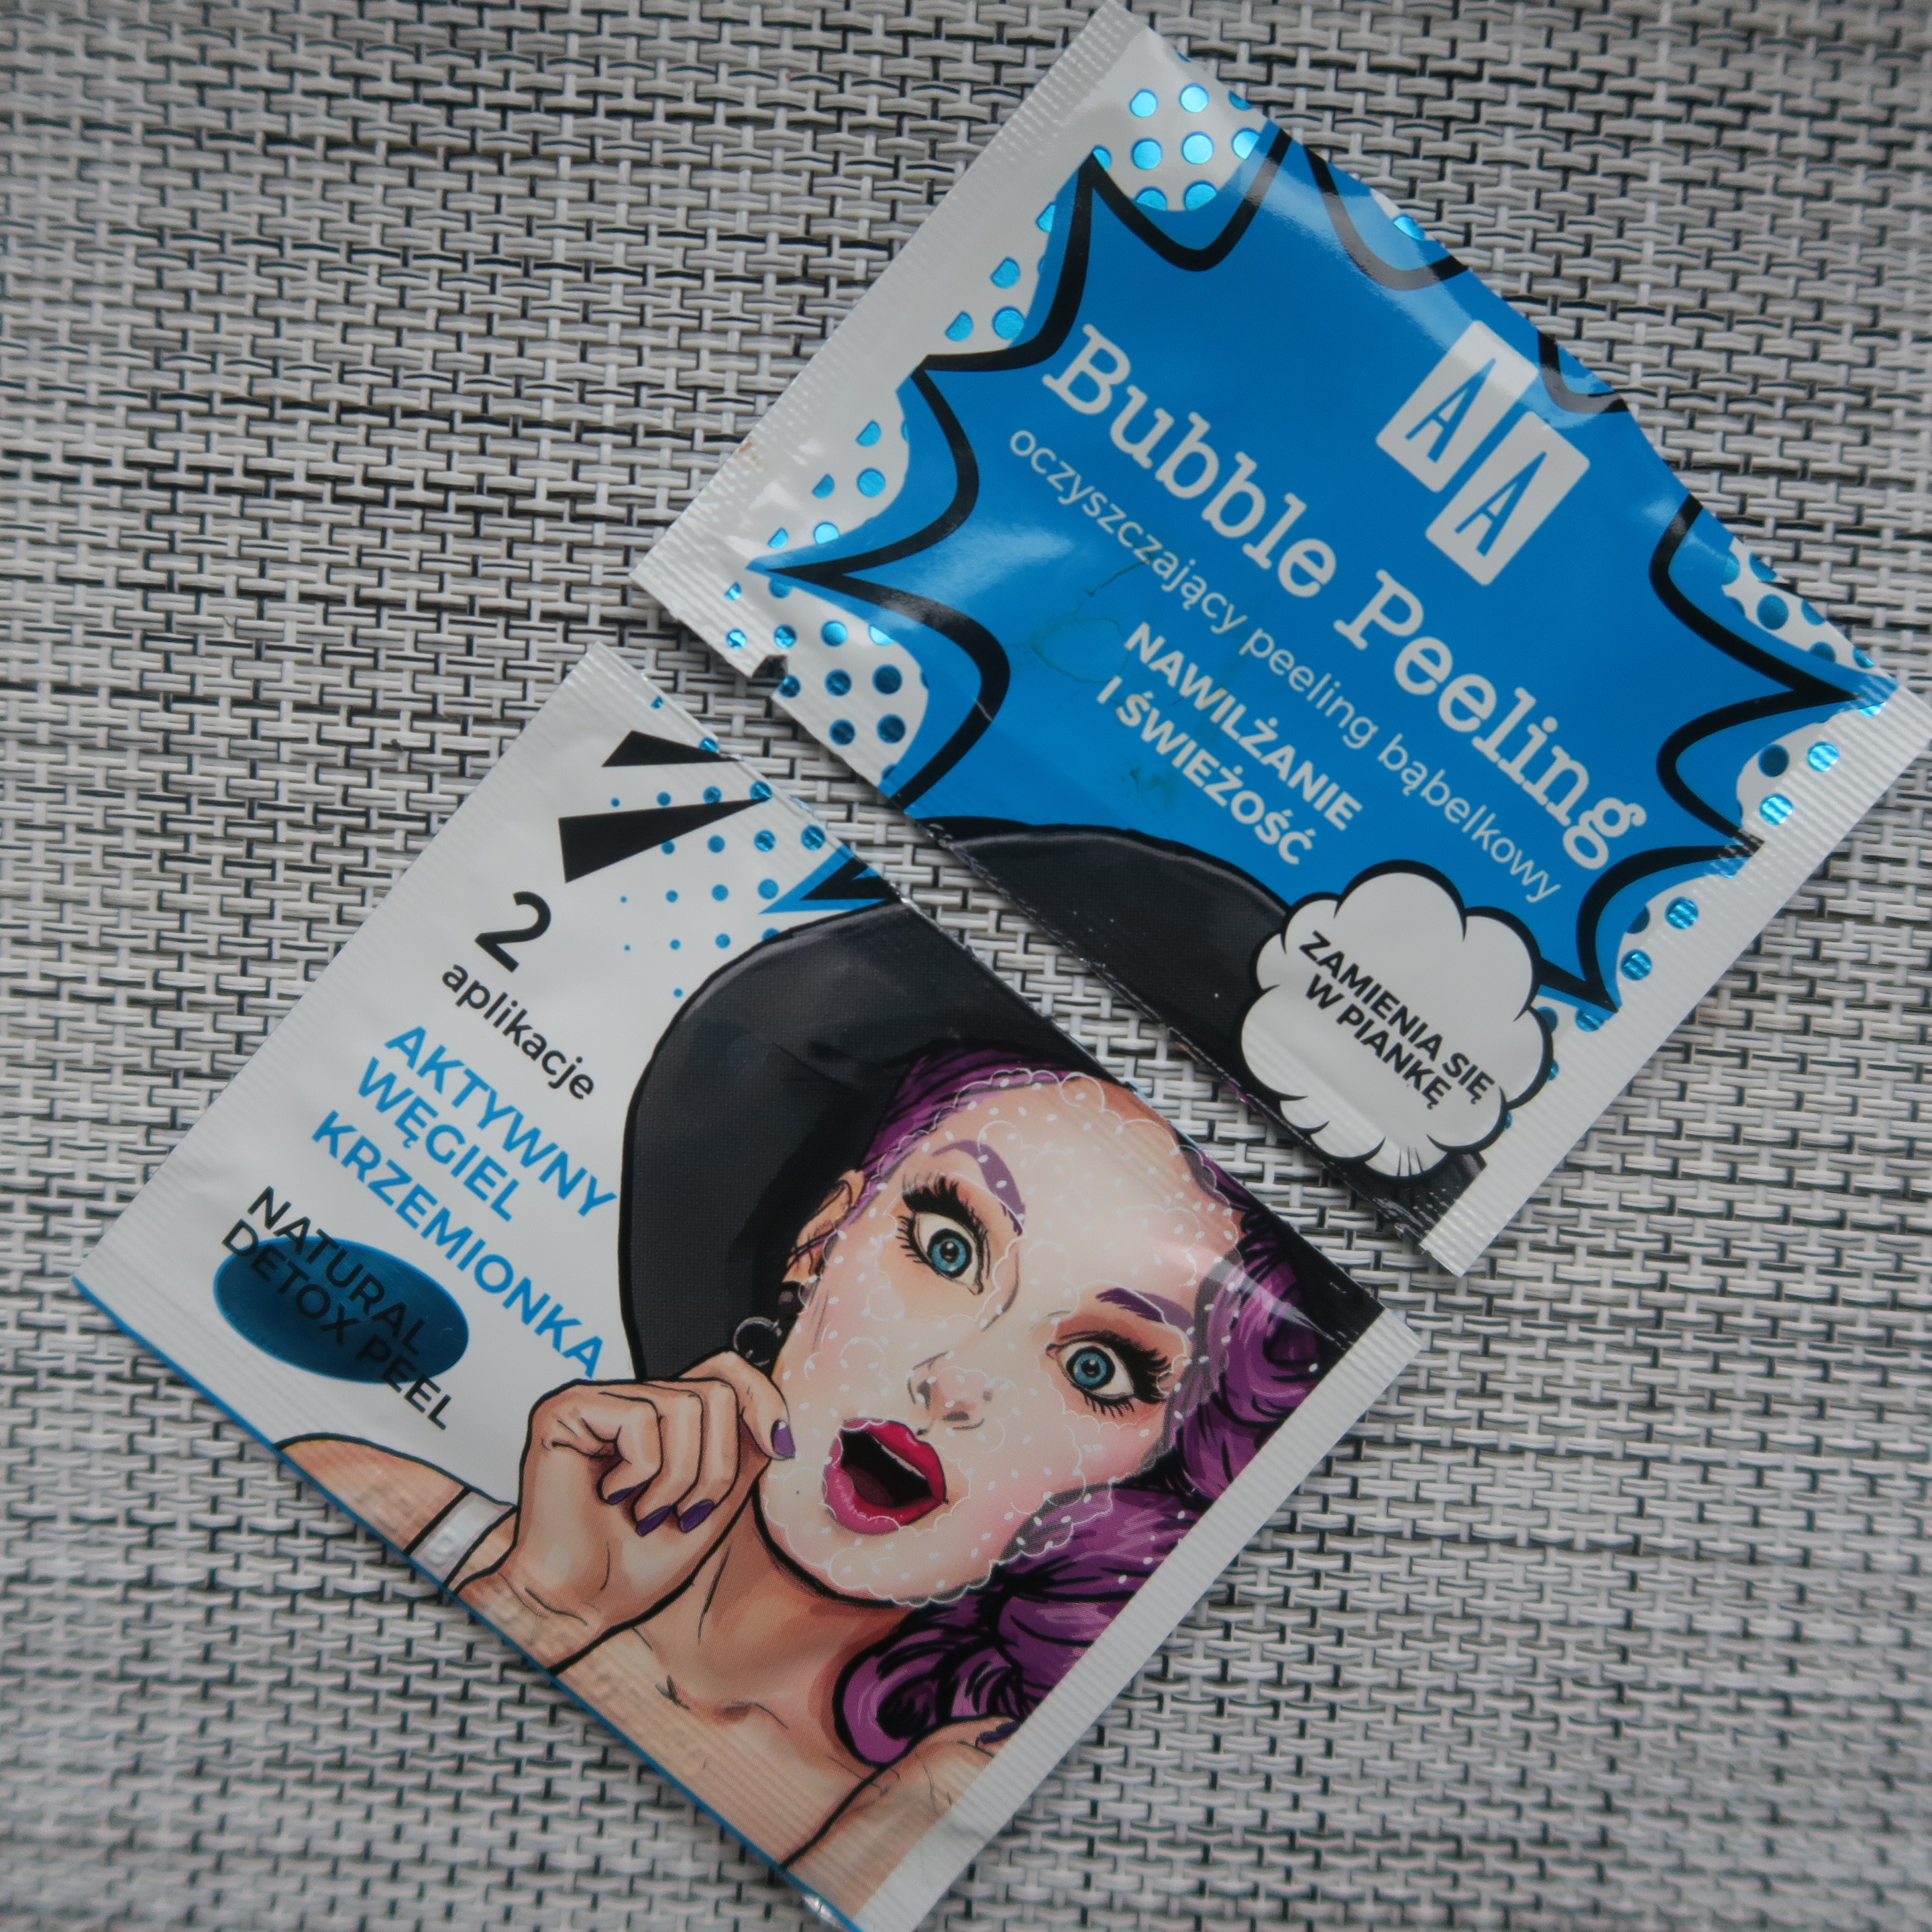 AA
Bubble Peeling
oczyszczający peeling bąbelkowy
NAWILŻANIE
I ŚWIEŻOŚĆ
ZAMIENIA SIĘ
W PIANKĘ
2
aplikacje
AKTYWNY
WĘGIEL
KRZEMIONKA
NATURAL
DETOX PEEL